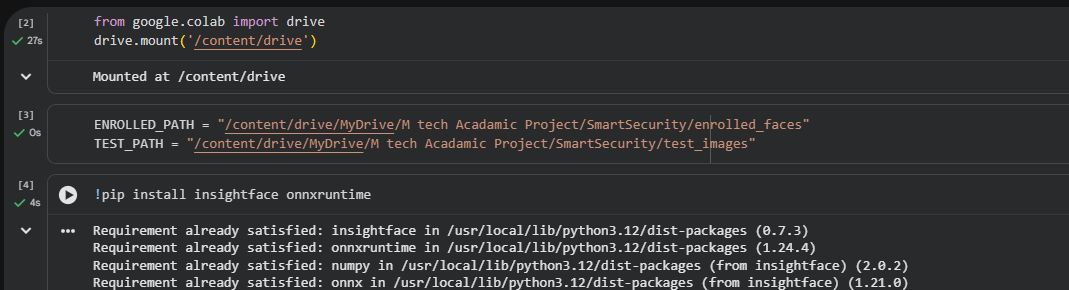 [2]
27s
from google.colab import drive
drive.mount('/content/drive')
Mounted at /content/drive
[3]
0s
ENROLLED_PATH = "/content/drive/MyDrive/M tech Acadamic Project/SmartSecurity/enrolled_faces"
TEST_PATH = "/content/drive/MyDrive/M tech Acadamic Project/SmartSecurity/test_images"
[4]
4s
!pip install insightface onnxruntime
Requirement already satisfied: insightface in /usr/local/lib/python3.12/dist-packages (0.7.3)
Requirement already satisfied: onnxruntime in /usr/local/lib/python3.12/dist-packages (1.24.4)
Requirement already satisfied: numpy in /usr/local/lib/python3.12/dist-packages (from insightface) (2.0.2)
Requirement already satisfied: onnx in /usr/local/lib/python3.12/dist-packages (from insightface) (1.21.0)